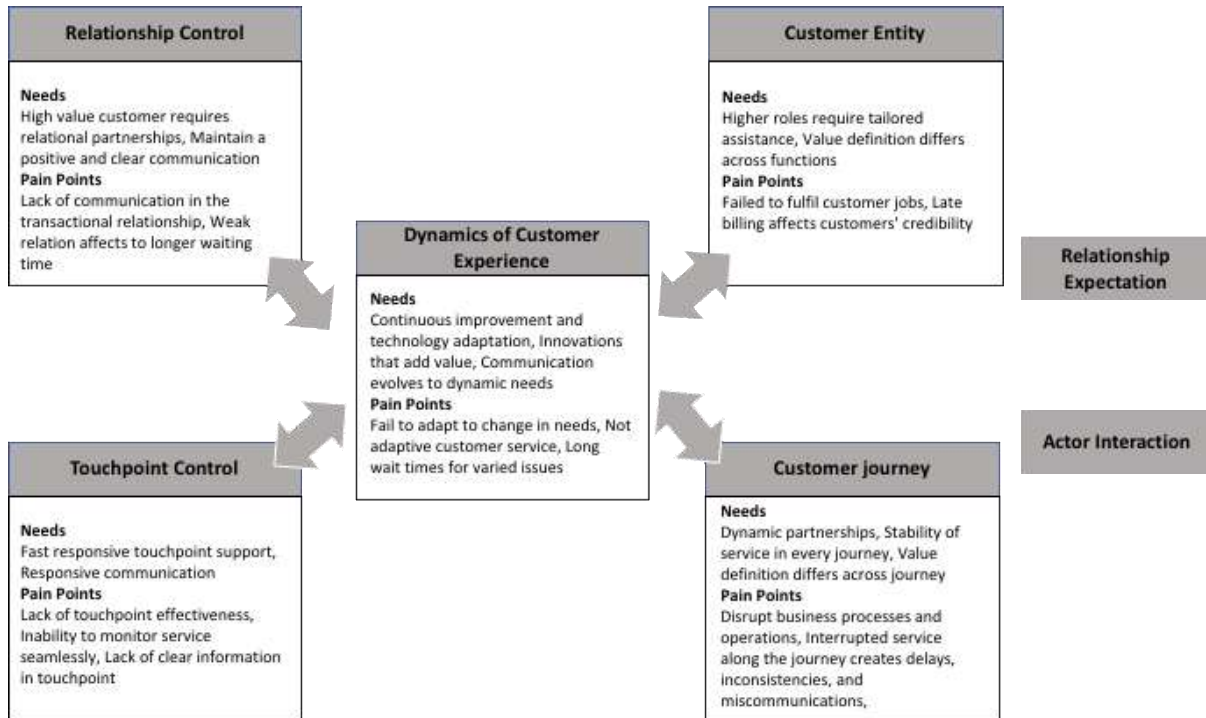 Relationship Control
Needs
High value customer requires
relational partnerships, Maintain a
positive and clear communication
Pain Points
Lack of communication in the
transactional relationship, Weak
relation affects to longer waiting
time
Customer Entity
Needs
Higher roles require tailored
assistance, Value definition differs
across functions
Pain Points
Failed to fulfil customer jobs, Late
billing affects customers' credibility
Dynamics of Customer
Experience
Needs
Continuous improvement and
technology adaptation, Innovations
that add value, Communication
evolves to dynamic needs
Pain Points
Fail to adapt to change in needs, Not
adaptive customer service, Long
wait times for varied issues
Relationship
Expectation
Touchpoint Control
Needs
Fast responsive touchpoint support,
Responsive communication
Pain Points
Lack of touchpoint effectiveness,
Inability to monitor service
seamlessly, Lack of clear information
in touchpoint
Customer journey
Needs
Dynamic partnerships, Stability of
service in every journey, Value
definition differs across journey
Pain Points
Disrupt business processes and
operations, Interrupted service
along the journey creates delays,
inconsistencies, and
miscommunications,
Actor Interaction